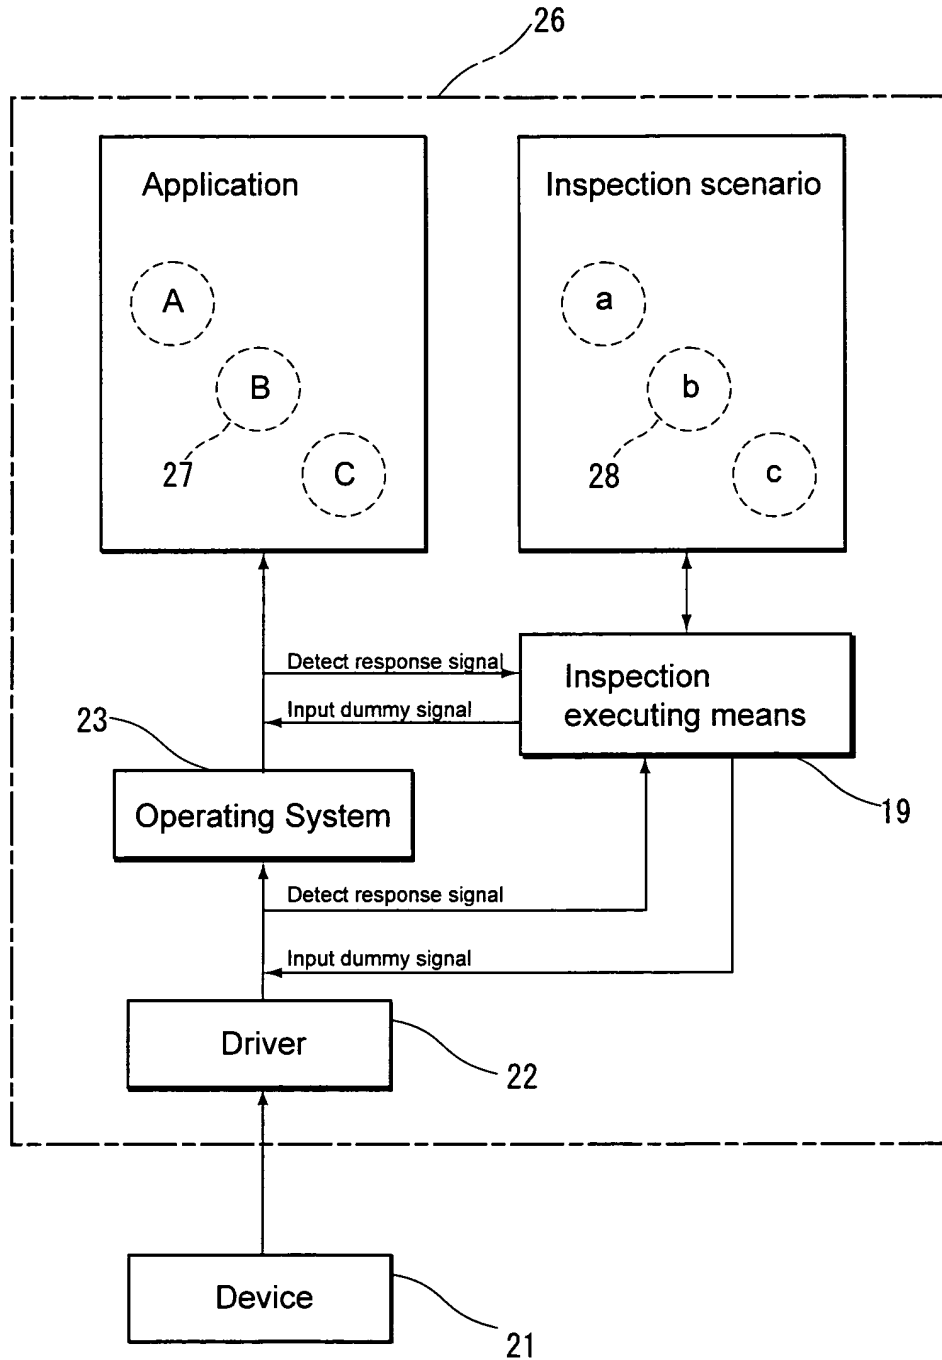 26
Application
Inspection scenario
A
a
B
b
27
28
C
c
Detect response signal
Inspection
executing means
Input dummy signal
23
19
Operating System
Detect response signal
Input dummy signal
Driver
22
Device
21